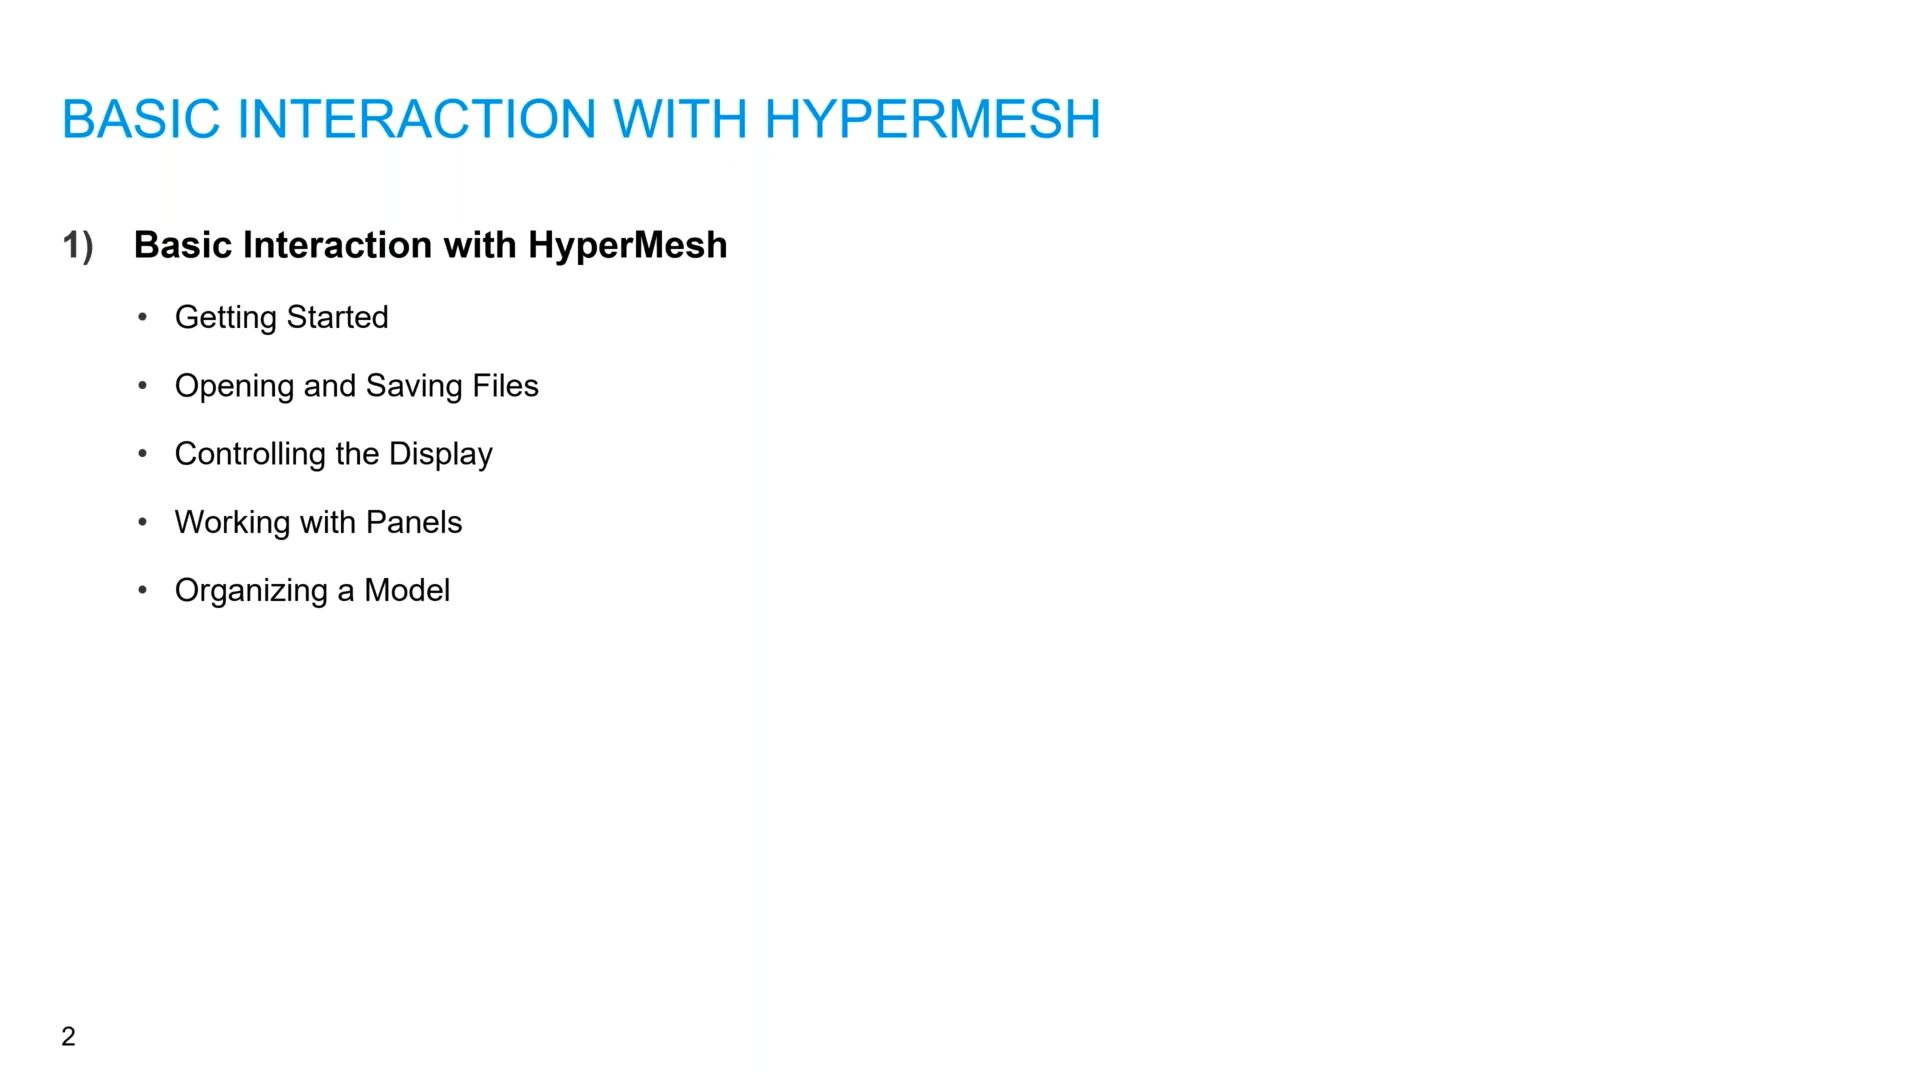 BASIC INTERACTION WITH HYPERMESH
1) Basic Interaction with HyperMesh
• Getting Started
• Opening and Saving Files
• Controlling the Display
• Working with Panels
• Organizing a Model
2